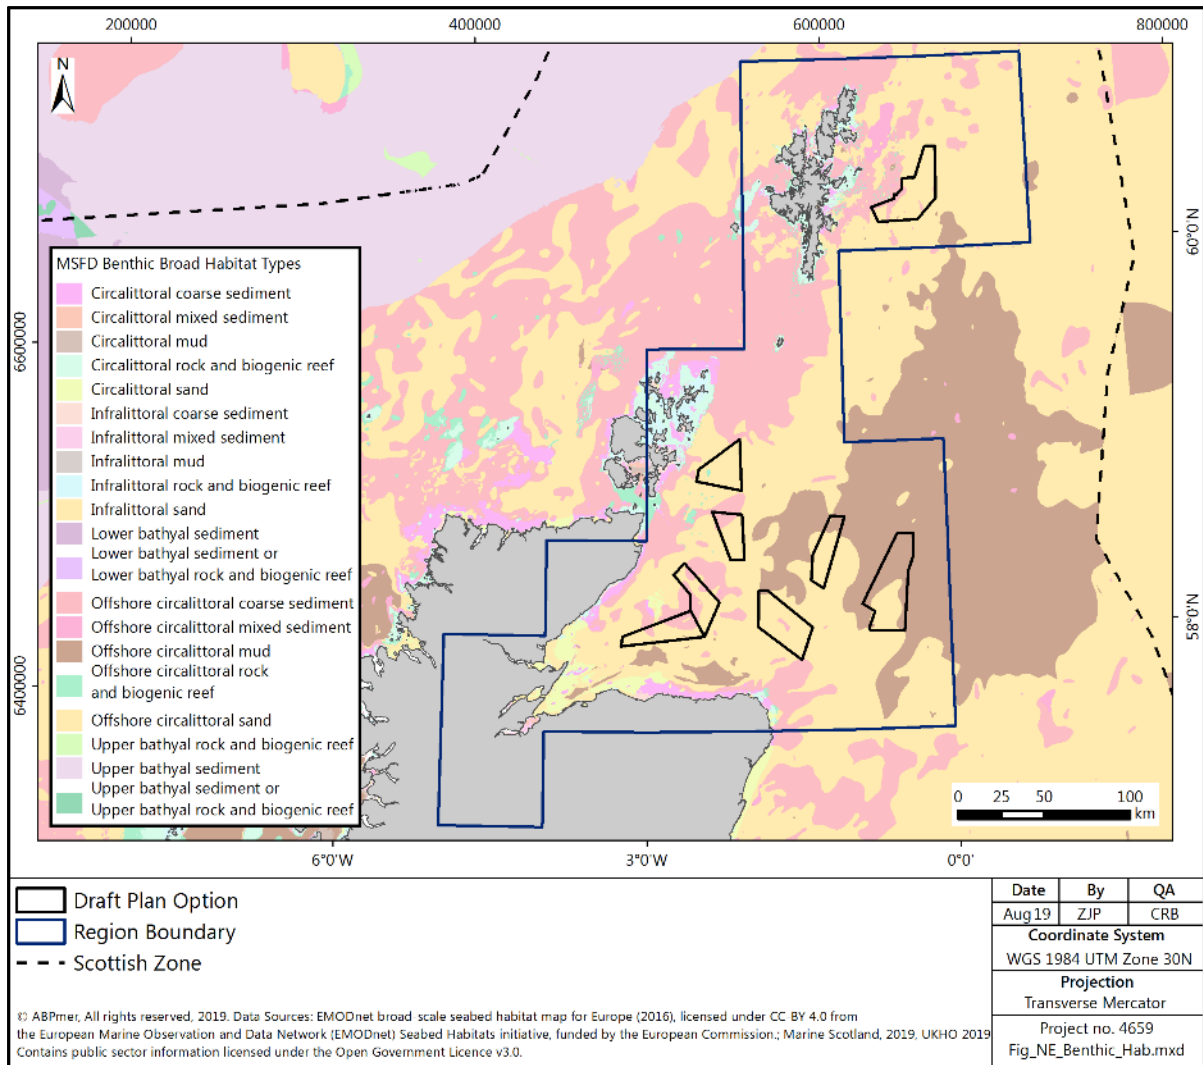 200000 400000 600000 800000
N
60°0'N
6600000
58°0'N
6400000
MSFD Benthic Broad Habitat Types
Circalittoral coarse sediment
Circalittoral mixed sediment
Circalittoral mud
Circalittoral rock and biogenic reef
Circalittoral sand
Infralittoral coarse sediment
Infralittoral mixed sediment
Infralittoral mud
Infralittoral rock and biogenic reef
Infralittoral sand
Lower bathyal sediment
Lower bathyal sediment or
Lower bathyal rock and biogenic reef
Offshore circalittoral coarse sediment
Offshore circalittoral mixed sediment
Offshore circalittoral mud
Offshore circalittoral rock
and biogenic reef
Offshore circalittoral sand
Upper bathyal rock and biogenic reef
Upper bathyal sediment
Upper bathyal sediment or
Upper bathyal rock and biogenic reef
0 25 50 100
km
6°0'W 3°0'W 0°0'
Draft Plan Option
Region Boundary
Scottish Zone
Date By QA
Aug 19 ZJP CRB
Coordinate System
WGS 1984 UTM Zone 30N
Projection
Transverse Mercator
Project no. 4659
Fig_NE_Benthic_Hab.mxd
© ABPmer, All rights reserved, 2019. Data Sources: EMODnet broad scale seabed habitat map for Europe (2016), licensed under CC BY 4.0 from
the European Marine Observation and Data Network (EMODnet) Seabed Habitats initiative, funded by the European Commission.; Marine Scotland, 2019, UKHO 2019
Contains public sector information licensed under the Open Government Licence v3.0.